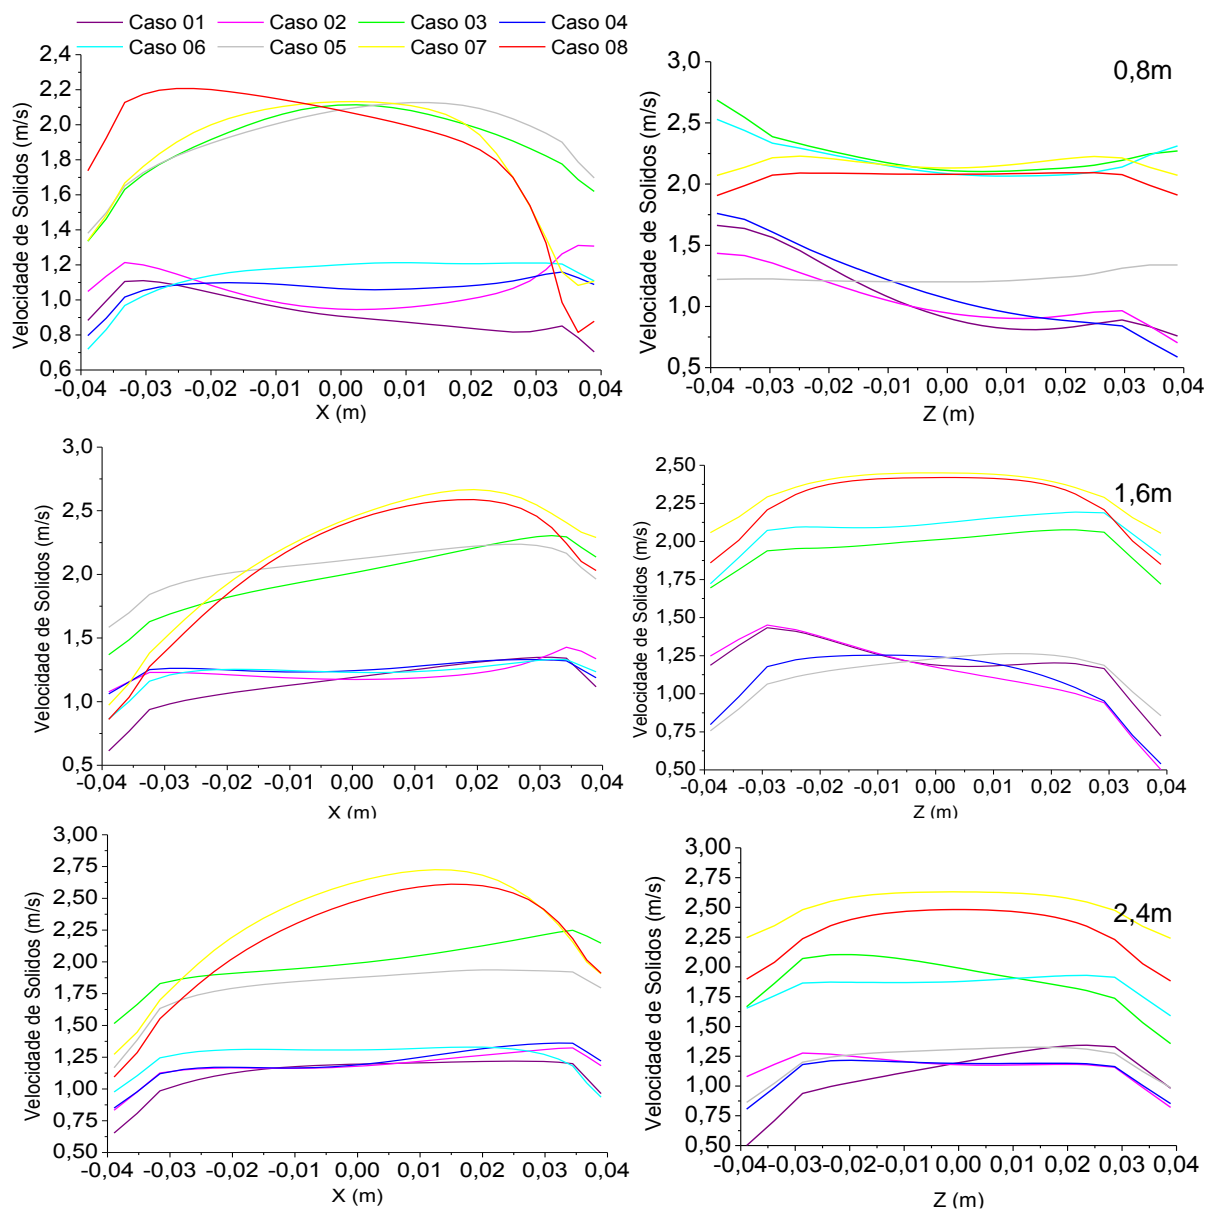 Caso 01 Caso 02 Caso 03 Caso 04
Caso 06 Caso 05 Caso 07 Caso 08
Velocidade de Solidos (m/s)
2,4
2,2
2,0
1,8
1,6
1,4
1,2
1,0
0,8
0,6
-0,04 -0,03 -0,02 -0,01 0,00 0,01 0,02 0,03 0,04
X (m)
0,8m
Velocidade de Solidos (m/s)
3,0
2,5
2,0
1,5
1,0
0,5
-0,04 -0,03 -0,02 -0,01 0,00 0,01 0,02 0,03 0,04
Z (m)
Velocidade de Solidos (m/s)
3,0
2,5
2,0
1,5
1,0
0,5
-0,04 -0,03 -0,02 -0,01 0,00 0,01 0,02 0,03 0,04
X (m)
1,6m
Velocidade de Solidos (m/s)
2,50
2,25
2,00
1,75
1,50
1,25
1,00
0,75
0,50
-0,04 -0,03 -0,02 -0,01 0,00 0,01 0,02 0,03 0,04
Z (m)
Velocidade de Solidos (m/s)
3,00
2,75
2,50
2,25
2,00
1,75
1,50
1,25
1,00
0,75
0,50
-0,04 -0,03 -0,02 -0,01 0,00 0,01 0,02 0,03 0,04
X (m)
2,4m
Velocidade de Solidos (m/s)
3,00
2,75
2,50
2,25
2,00
1,75
1,50
1,25
1,00
0,75
0,50
-0,04 -0,03 -0,02 -0,01 0,00 0,01 0,02 0,03 0,04
Z (m)